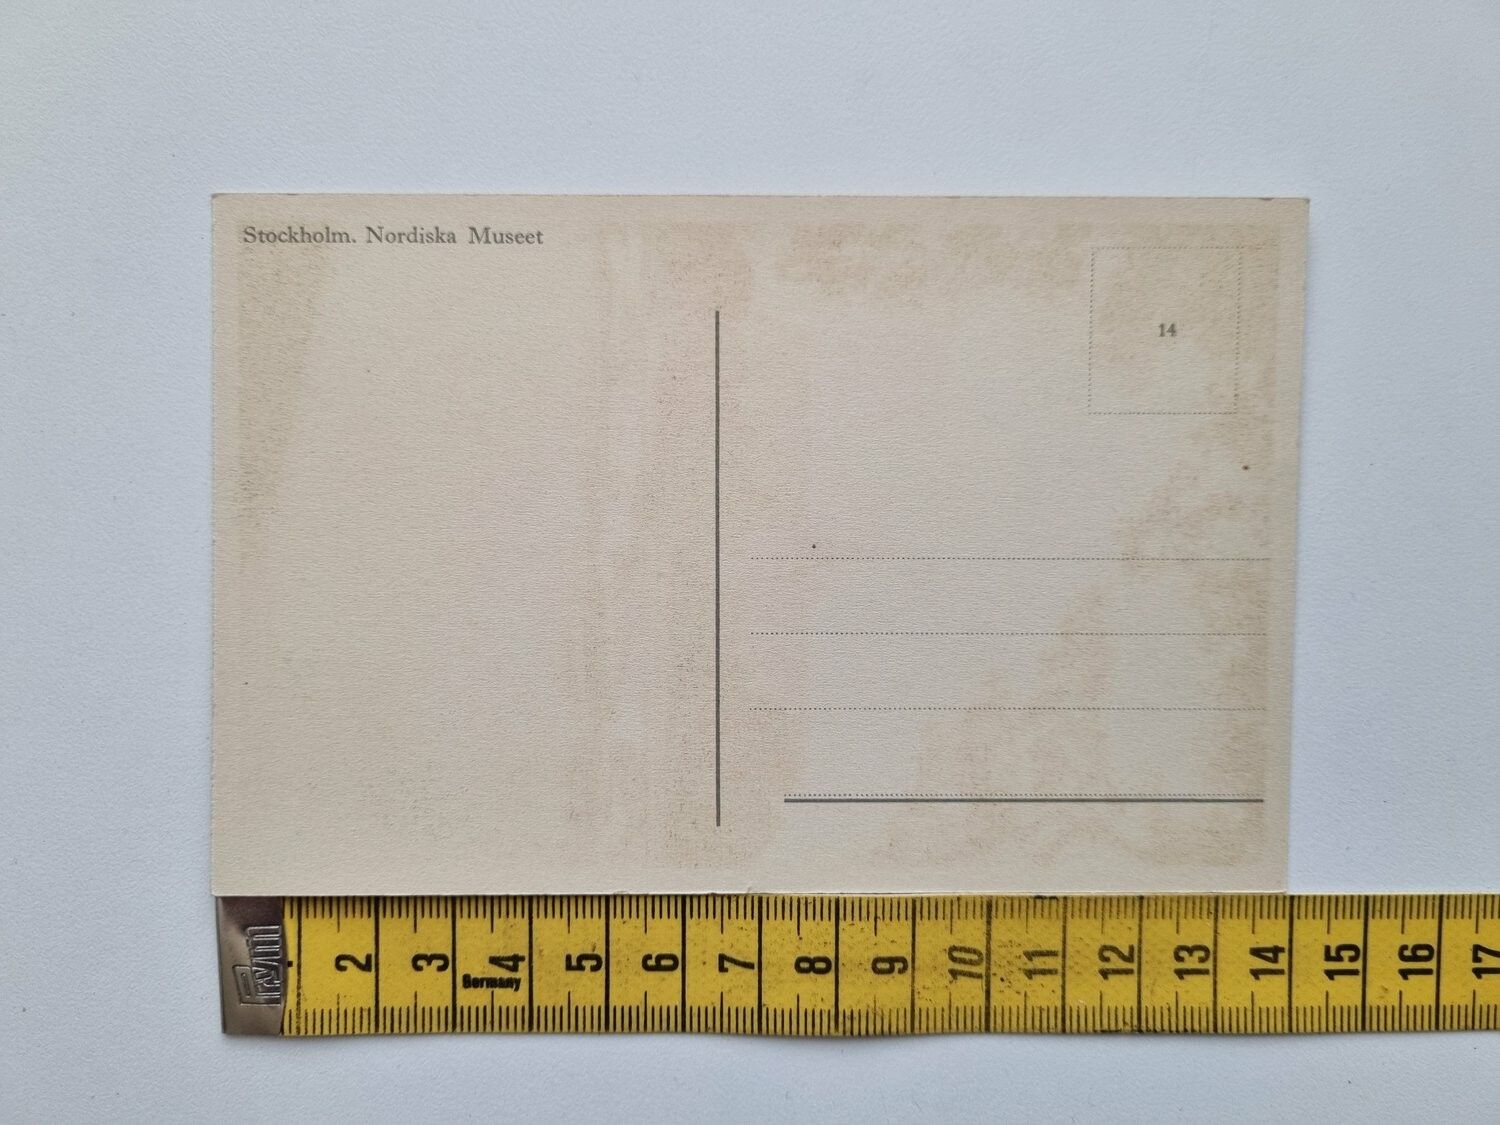 Stockholm. Nordiska Museet
14
Prym
2 3 4 5 6 7 8 9 10 11 12 13 14 15 16 17
Germany